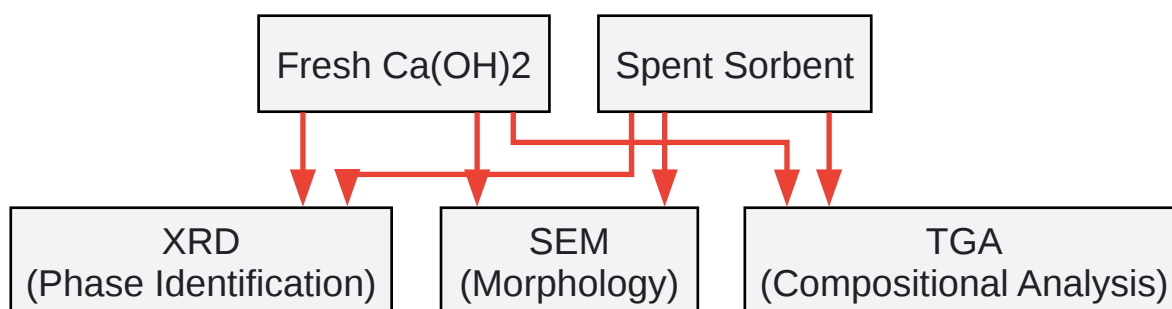 Fresh Ca(OH)2
Spent Sorbent
XRD
(Phase Identification)
SEM
(Morphology)
TGA
(Compositional Analysis)